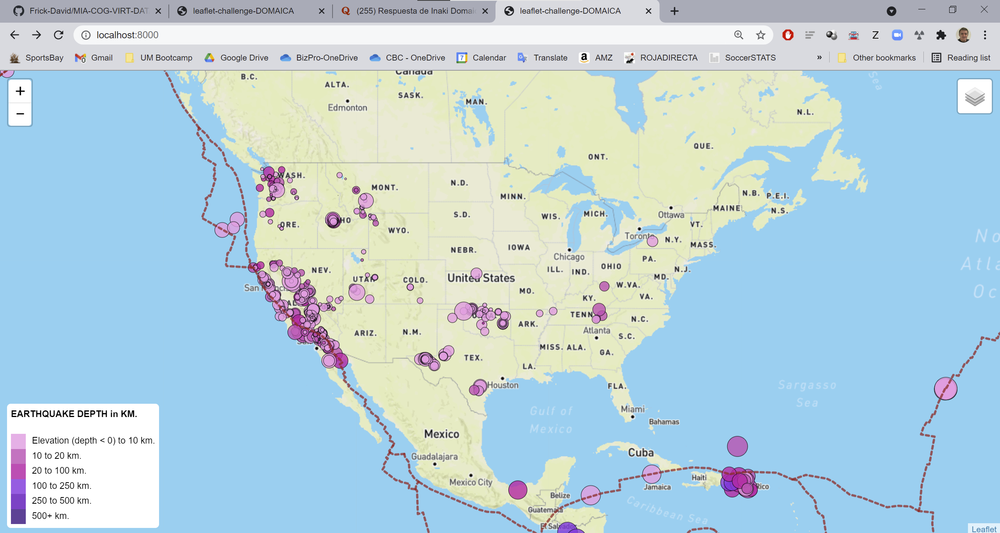 Frick-David/MIA-COG-VIRT-DAT
leaflet-challenge-DOMAICA
(255) Respuesta de Inaki Domaic
leaflet-challenge-DOMAICA
localhost:8000
SportsBay
Gmail
UM Bootcamp
Google Drive
BizPro-OneDrive
CBC - OneDrive
Calendar
Translate
AMZ
ROJADIRECTA
SoccerSTATS
»
Other bookmarks
Reading list
Canada
Sea
B.C.
ALTA.
SASK.
MAN.
Edmonton
N.L.
QUE.
ONT.
WASH.
MONT.
N.D.
MINN.
N.B.
P.E.I.
MAINE
N.S.
Ottawa
S.D.
WIS.
MICH.
VT.
ORE.
HO
WYO.
Toronto
N.Y.
MASS.
NEBR.
IOWA
Chicago
PA.
NEV.
ILL.
IND.
OHIO
N.J.
UTAH
COLO.
United States
MD.
San
W.VA.
MO.
KY.
VA.
TENN
N.C.
ARK.
ARIZ.
N.M.
Atlanta
S.C.
MISS.
ALA.
GA.
TEX.
LA.
Houston
FLA.
Sargasso
Sea
Gulf of
Mexico
Miami
Bahamas
Mexico
Cuba
Guadalajara
Mexico City
Haiti
Jamaica
Rico
Belize
Guatemala
Caribbean Sea
El Salvador
No
Atla
Oc
+
−
EARTHQUAKE DEPTH in KM.
Elevation (depth < 0) to 10 km.
10 to 20 km.
20 to 100 km.
100 to 250 km.
250 to 500 km.
500+ km.
Leaflet